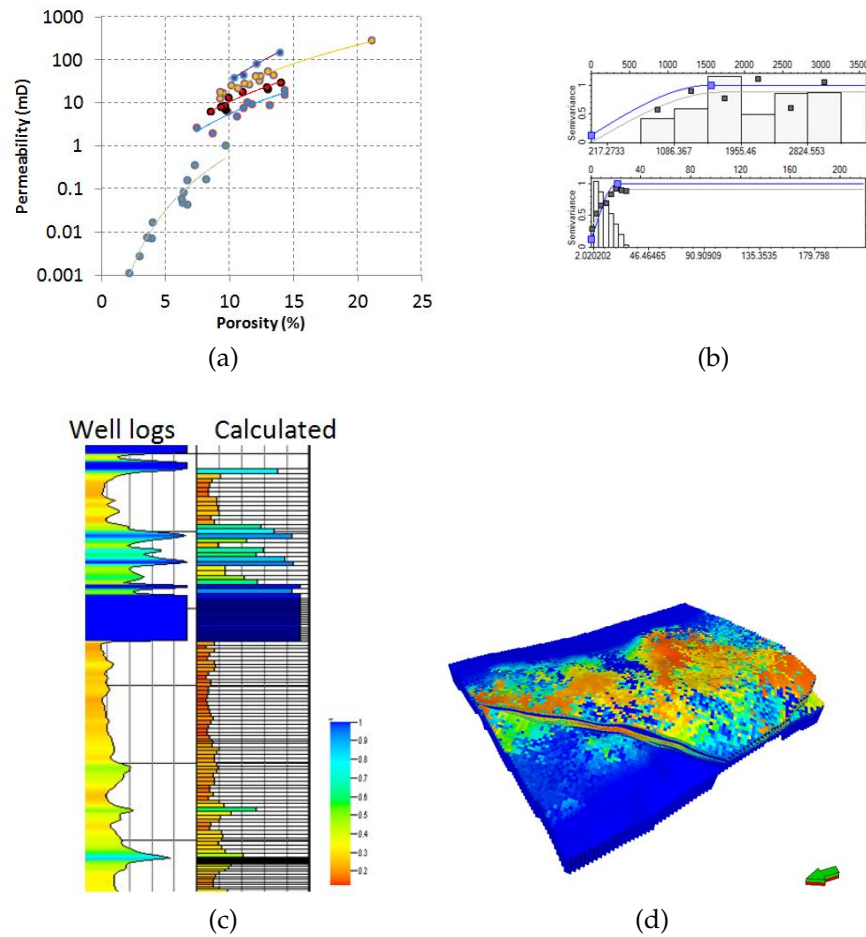 1000
100
10
1
0.1
0.01
0.001
Permeability (mD)
0 5 10 15 20 25
Porosity (%)
(a)
0 500 1000 1500 2000 2500 3000 350
Semivariance
1
0.5
0
217.2733 1086.367 1955.46 2824.553
0 40 80 120 160 200
Semivariance
1
0.5
0
2.020202 46.46465 90.90909 135.3535 179.798
(b)
Well logs Calculated
1
0.9
0.8
0.7
0.6
0.5
0.4
0.3
0.2
(c)
(d)